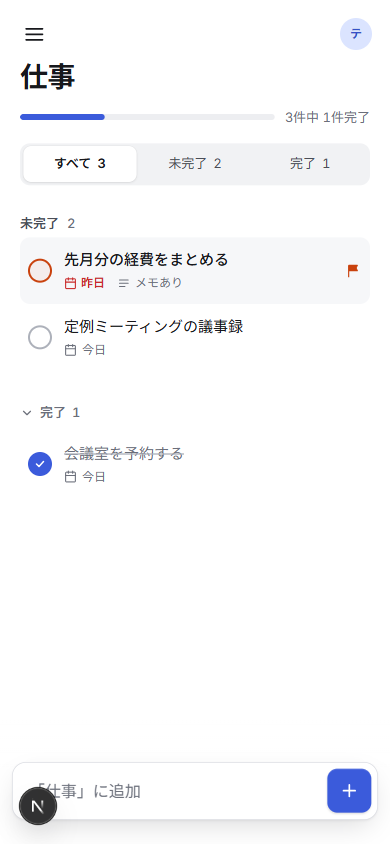 テ
仕事
3件中 1件完了
すべて 3 未完了 2 完了 1
未完了 2
先月分の経費をまとめる
昨日 メモあり
定例ミーティングの議事録
今日
完了 1
会議室を予約する
今日
「仕事」に追加
N